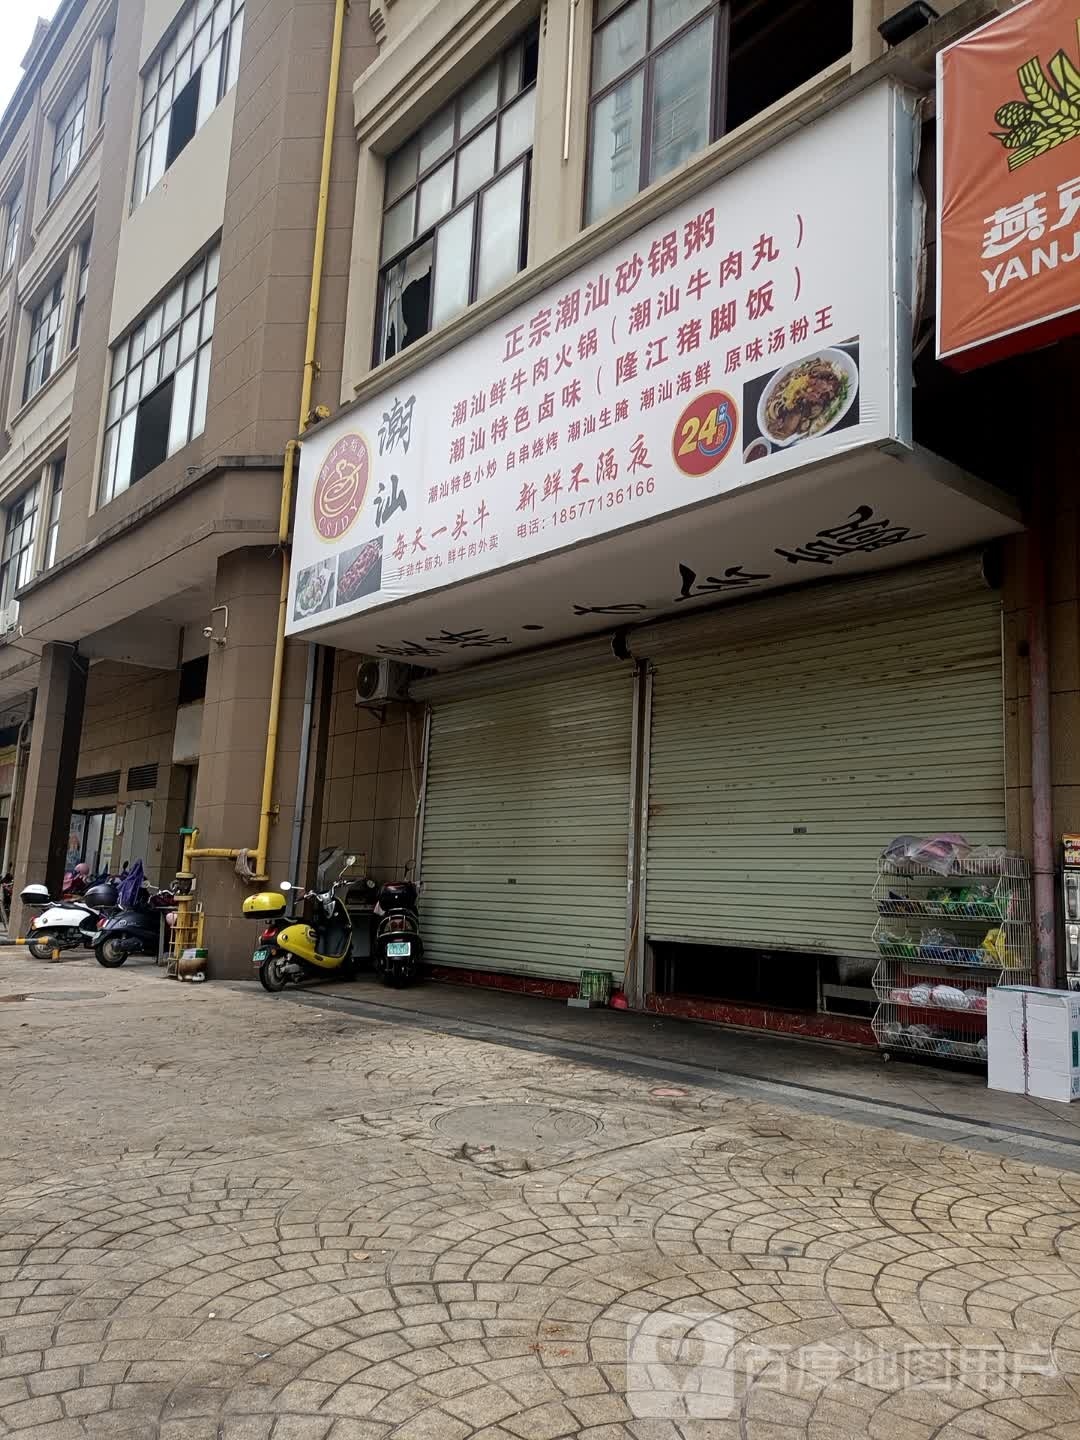 正宗潮汕砂锅粥
潮汕鲜牛肉火锅(潮汕牛肉丸)
潮汕特色卤味(隆江猪脚饭)
潮汕特色小炒 自串烧烤 潮汕生腌 潮汕海鲜 原味汤粉王
潮汕
每天一头牛 新鲜不隔夜
手毽牛筋丸 鲜牛肉外卖
电话:18577136166
24
CSTDY
燕京
YANJ
百度地图用户